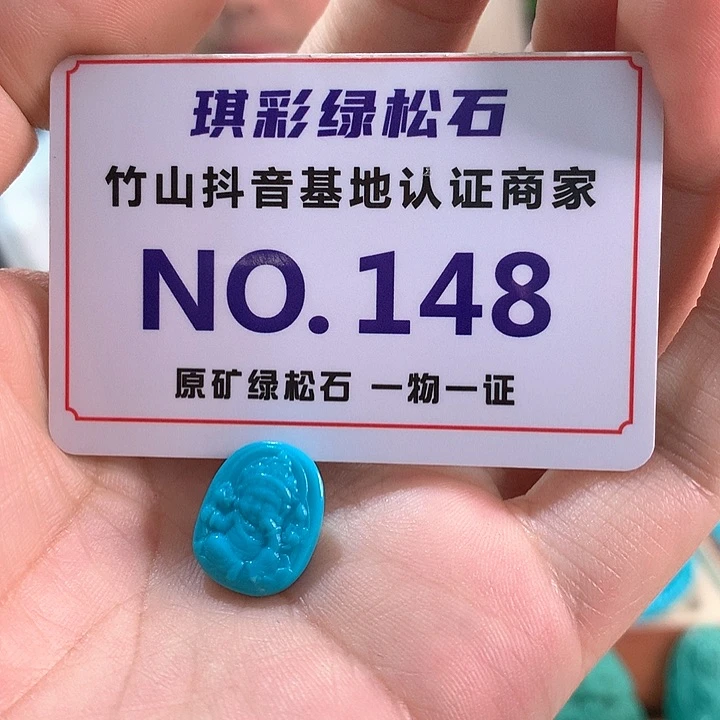 琪彩绿松石
竹山抖音基地认证商家
NO.148
原矿绿松石 一物一证